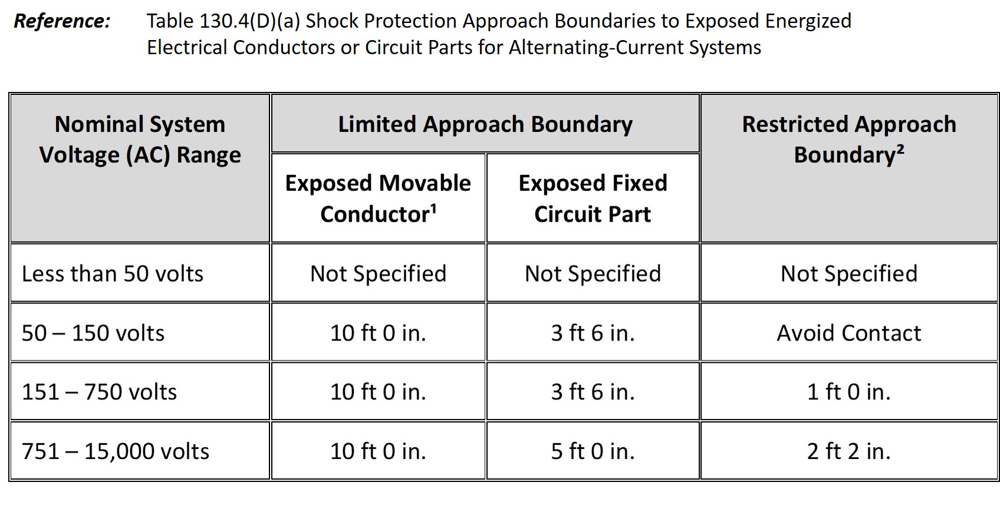 Reference: Table 130.4(D)(a) Shock Protection Approach Boundaries to Exposed Energized
Electrical Conductors or Circuit Parts for Alternating-Current Systems
Nominal System
Voltage (AC) Range
Limited Approach Boundary
Restricted Approach
Boundary²
Exposed Movable
Conductor¹
Exposed Fixed
Circuit Part
Less than 50 volts
Not Specified
Not Specified
Not Specified
50 – 150 volts
10 ft 0 in.
3 ft 6 in.
Avoid Contact
151 – 750 volts
10 ft 0 in.
3 ft 6 in.
1 ft 0 in.
751 – 15,000 volts
10 ft 0 in.
5 ft 0 in.
2 ft 2 in.